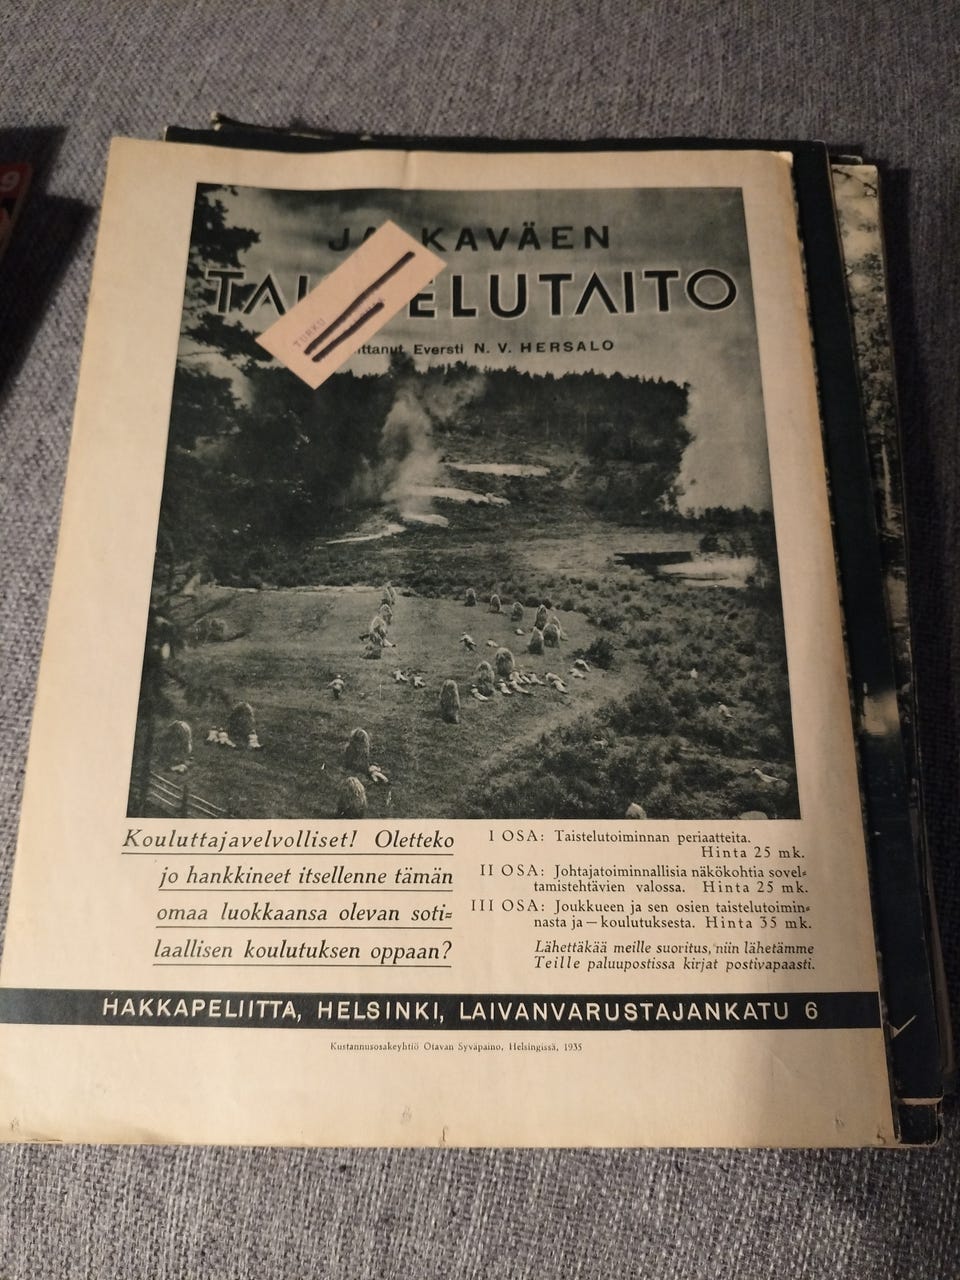 KAVÄEN
TAI ELUTAITO
ittanut Eversti N. V. HERSALO
TURKU
Kouluttajavelvolliset! Oletteko
jo hankkineet itsellenne tämän
omaa luokkaansa olevan soti=
laallisen koulutuksen oppaan?
I OSA: Taistelutoiminnan periaatteita.
Hinta 25 mk.
II OSA: Johtajatoiminnallisia näkökohtia sovel=
tamistehtävien valossa. Hinta 25 mk.
III OSA: Joukkueen ja sen osien taistelutoimin=
nasta ja — koulutuksesta. Hinta 35 mk.
Lähettäkää meille suoritus, niin lähetämme
Teille paluupostissa kirjat postivapaasti.
HAKKAPELIITTA, HELSINKI, LAIVANVARUSTAJANKATU 6
Kustannusosakeyhtiö Otavan Syväpaino, Helsingissä, 1935
9